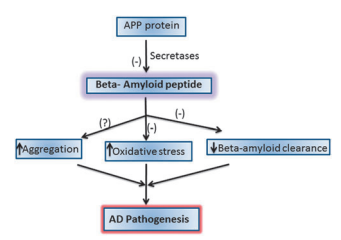 APP protein
(-) Secretases
Beta- Amyloid peptide
(?) (-) (-)
↑Aggregation ↑Oxidative stress ↓Beta-amyloid clearance
AD Pathogenesis